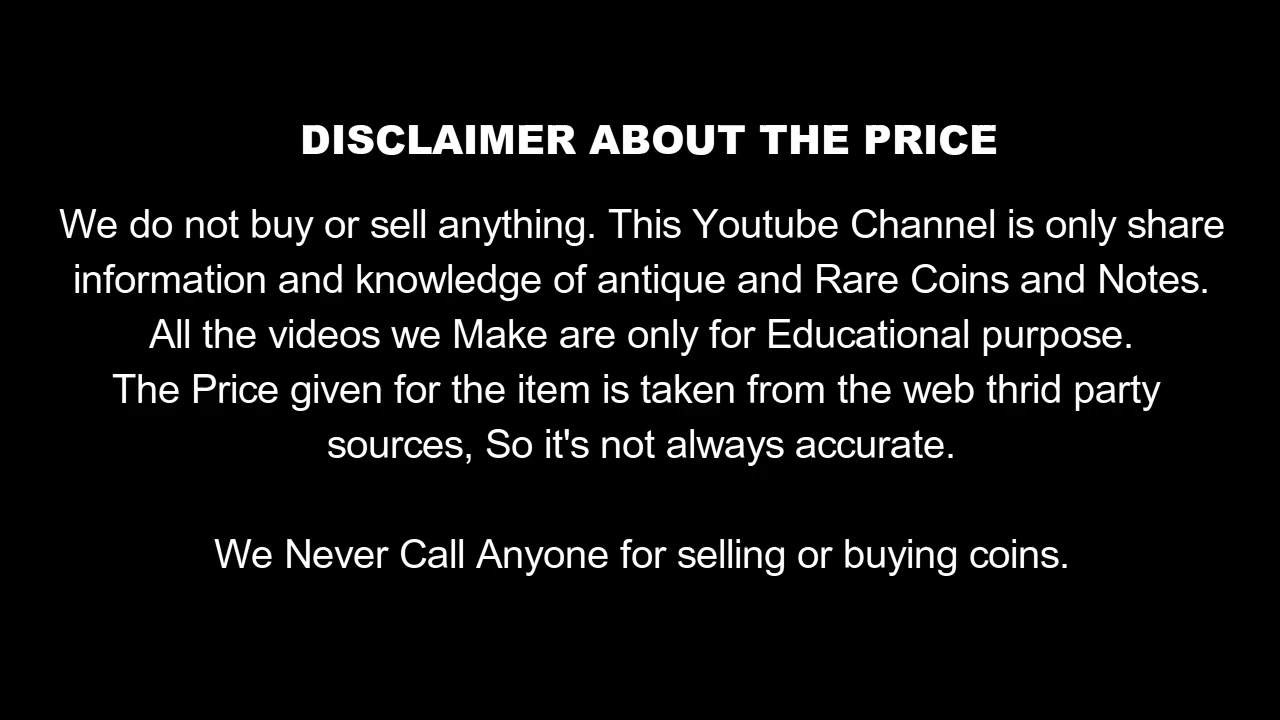 DISCLAIMER ABOUT THE PRICE
We do not buy or sell anything. This Youtube Channel is only share
information and knowledge of antique and Rare Coins and Notes.
All the videos we Make are only for Educational purpose.
The Price given for the item is taken from the web thrid party
sources, So it's not always accurate.
We Never Call Anyone for selling or buying coins.